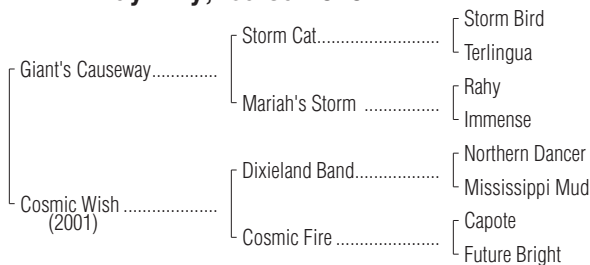 Storm Bird
Storm Cat........................
Terlingua
Giant's Causeway.............
Rahy
Mariah's Storm ...............
Immense
Northern Dancer
Dixieland Band.................
Mississippi Mud
Cosmic Wish ...................
(2001)
Capote
Cosmic Fire .....................
Future Bright